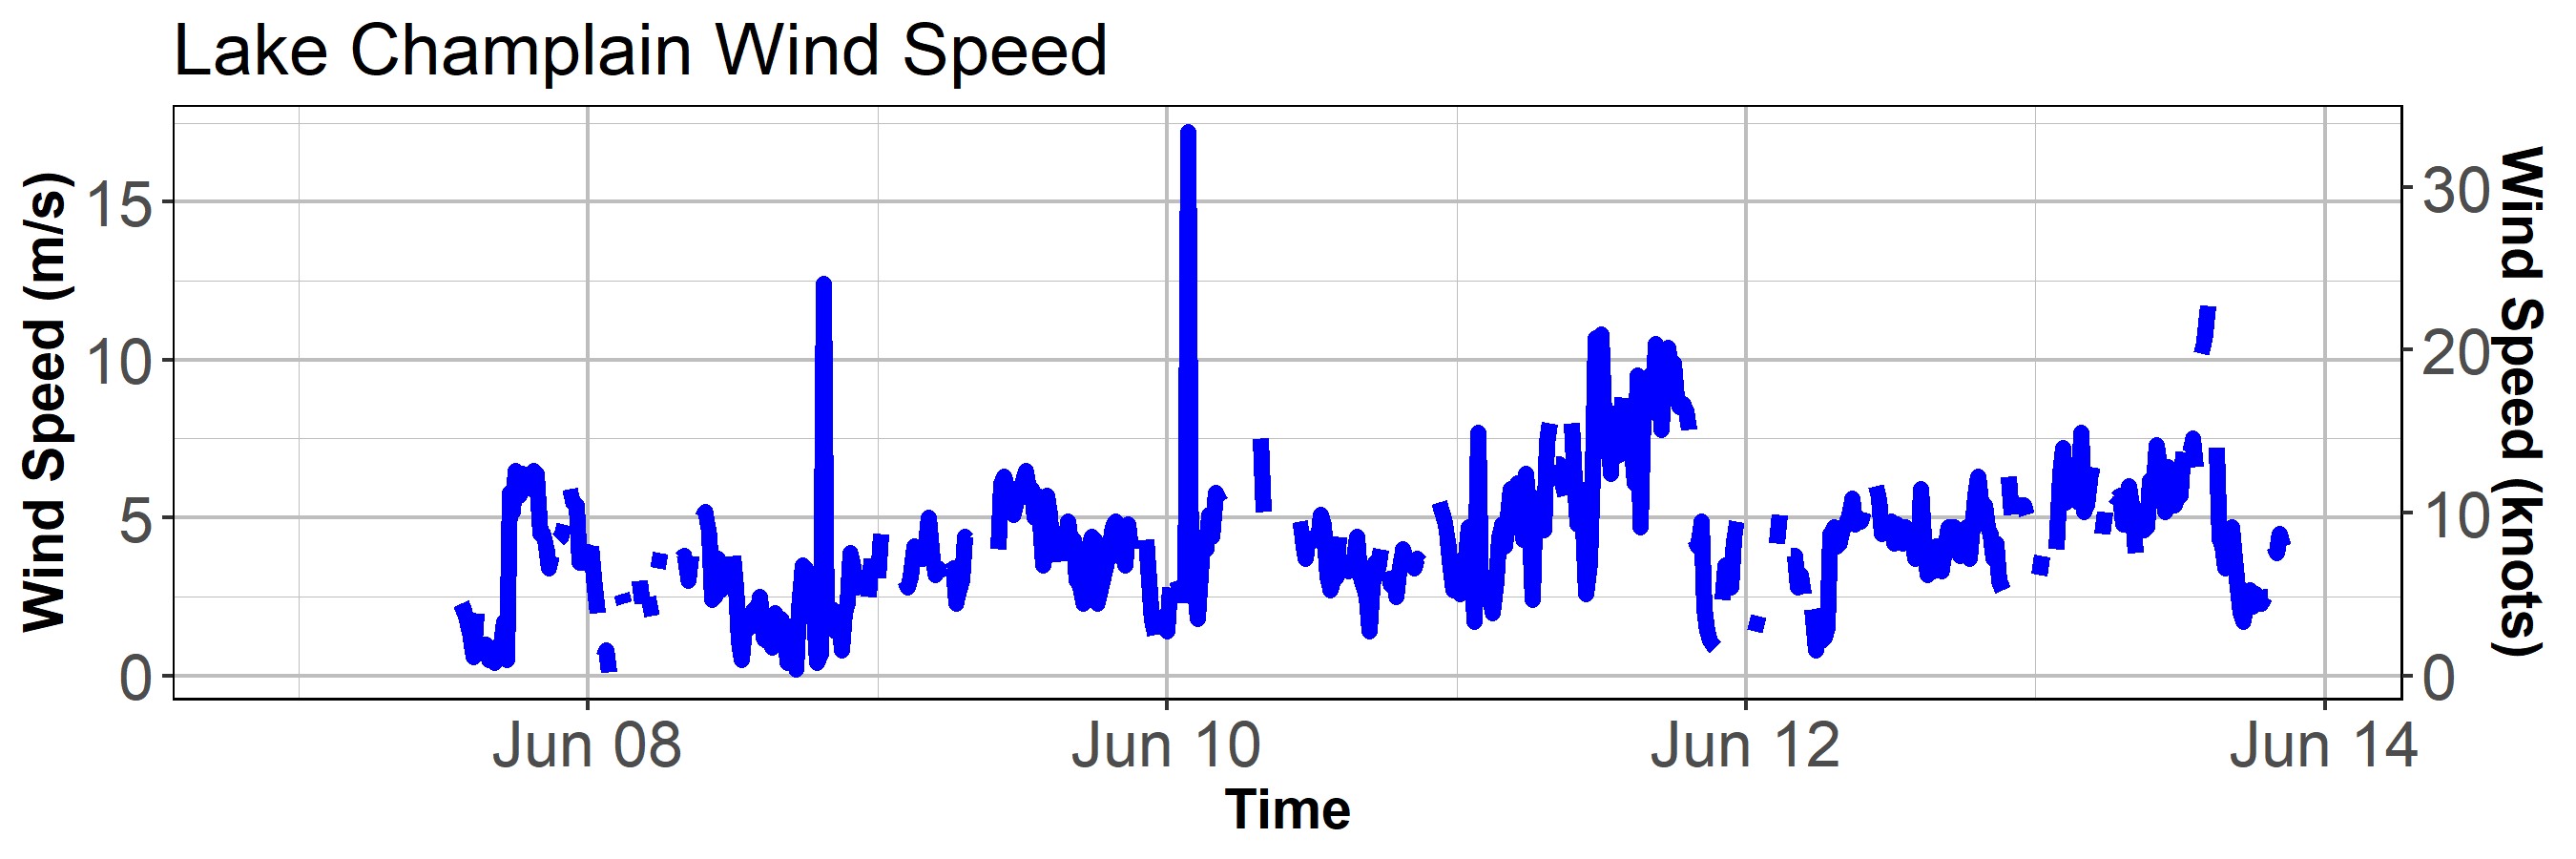 Lake Champlain Wind Speed
Wind Speed (m/s)
15
10
5
0
30
20
10
0
Wind Speed (knots)
Jun 08
Jun 10
Jun 12
Jun 14
Time